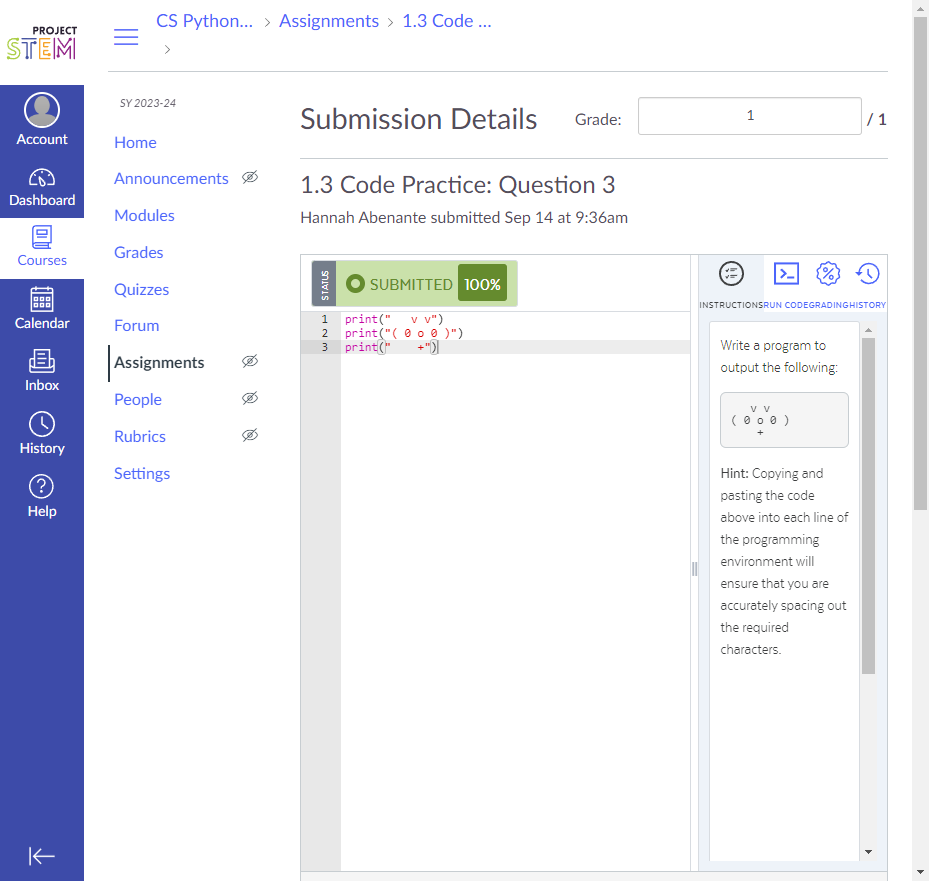 PROJECT
STEM
Account
Dashboard
Courses
Calendar
Inbox
History
Help
CS Python... > Assignments > 1.3 Code ...
>
SY 2023-24
Home
Announcements
Modules
Grades
Quizzes
Forum
Assignments
People
Rubrics
Settings
Submission Details
Grade: 1 / 1
1.3 Code Practice: Question 3
Hannah Abenante submitted Sep 14 at 9:36am
STATUS
SUBMITTED 100%
1 print("   v v")
2 print("( 0 o 0 )")
3 print("    +")
INSTRUCTIONS RUN CODE GRADING HISTORY
Write a program to
output the following:
   v v
( 0 o 0 )
    +
Hint: Copying and
pasting the code
above into each line of
the programming
environment will
ensure that you are
accurately spacing out
the required
characters.